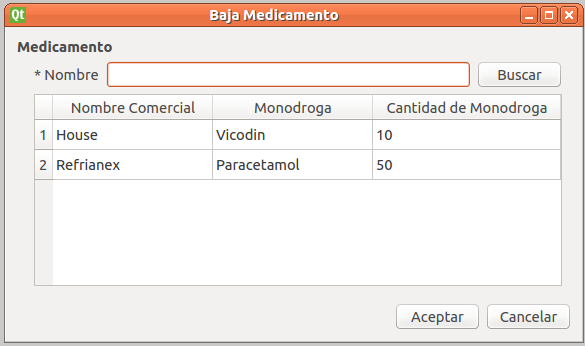 Qt Baja Medicamento
Medicamento
* Nombre Buscar
Nombre Comercial Monodroga Cantidad de Monodroga
1 House Vicodin 10
2 Refrianex Paracetamol 50
Aceptar Cancelar